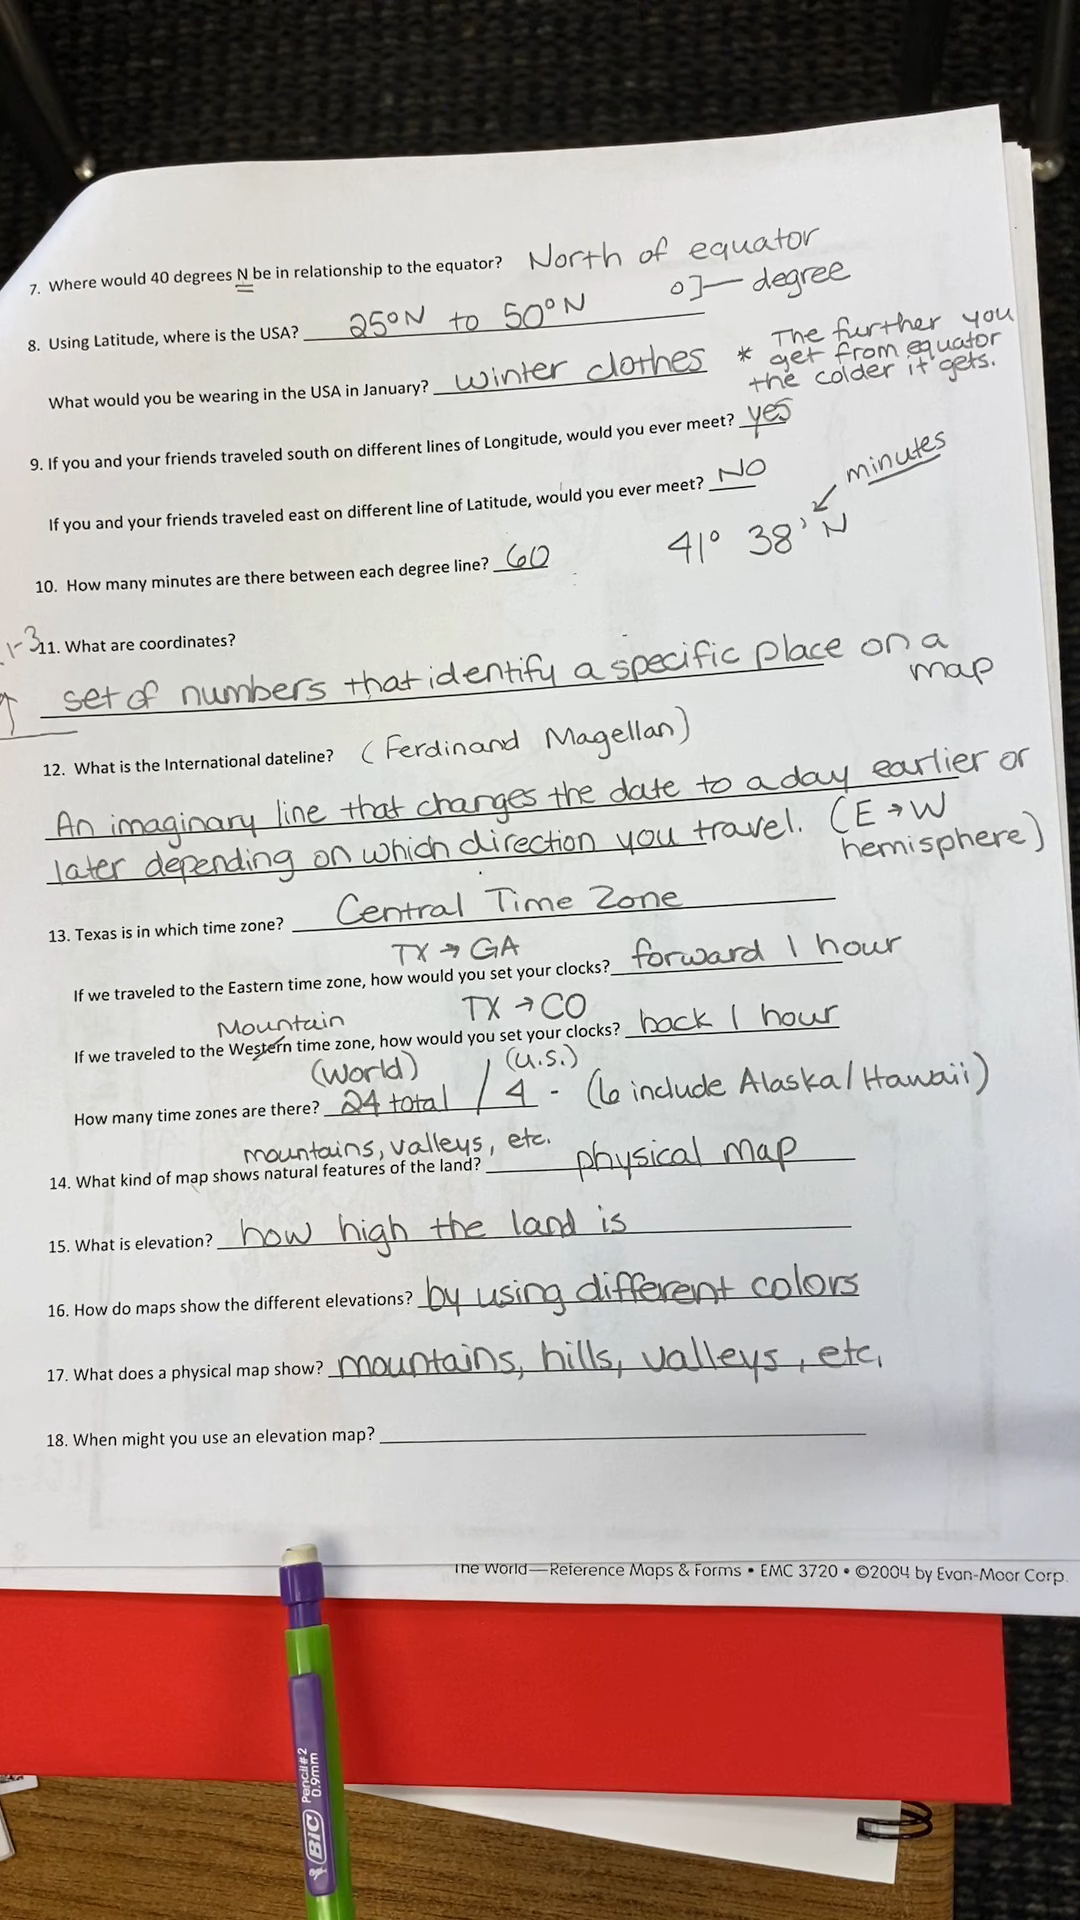 7. Where would 40 degrees N be in relationship to the equator? North of equator
o]— degree
8. Using Latitude, where is the USA? 25°N to 50°N
* The further you
get from equator
the colder it gets.
What would you be wearing in the USA in January? winter clothes
9. If you and your friends traveled south on different lines of Longitude, would you ever meet? yes
If you and your friends traveled east on different line of Latitude, would you ever meet? NO
minutes
41° 38' N
10. How many minutes are there between each degree line? 60
11. What are coordinates?
set of numbers that identify a specific place on a
map
12. What is the International dateline? (Ferdinand Magellan)
An imaginary line that changes the date to a day earlier or
later depending on which direction you travel. (E → W
hemisphere)
13. Texas is in which time zone? Central Time Zone
TX → GA
If we traveled to the Eastern time zone, how would you set your clocks? forward 1 hour
Mountain TX → CO
If we traveled to the Western time zone, how would you set your clocks? back 1 hour
(World) (U.S.)
How many time zones are there? 24 total / 4 - (6 include Alaska/Hawaii)
mountains, valleys, etc.
14. What kind of map shows natural features of the land? physical map
15. What is elevation? how high the land is
16. How do maps show the different elevations? by using different colors
17. What does a physical map show? mountains, hills, valleys, etc.
18. When might you use an elevation map?
The World—Reference Maps & Forms • EMC 3720 • ©2004 by Evan-Moor Corp.
BIC Pencil #2
0.9mm